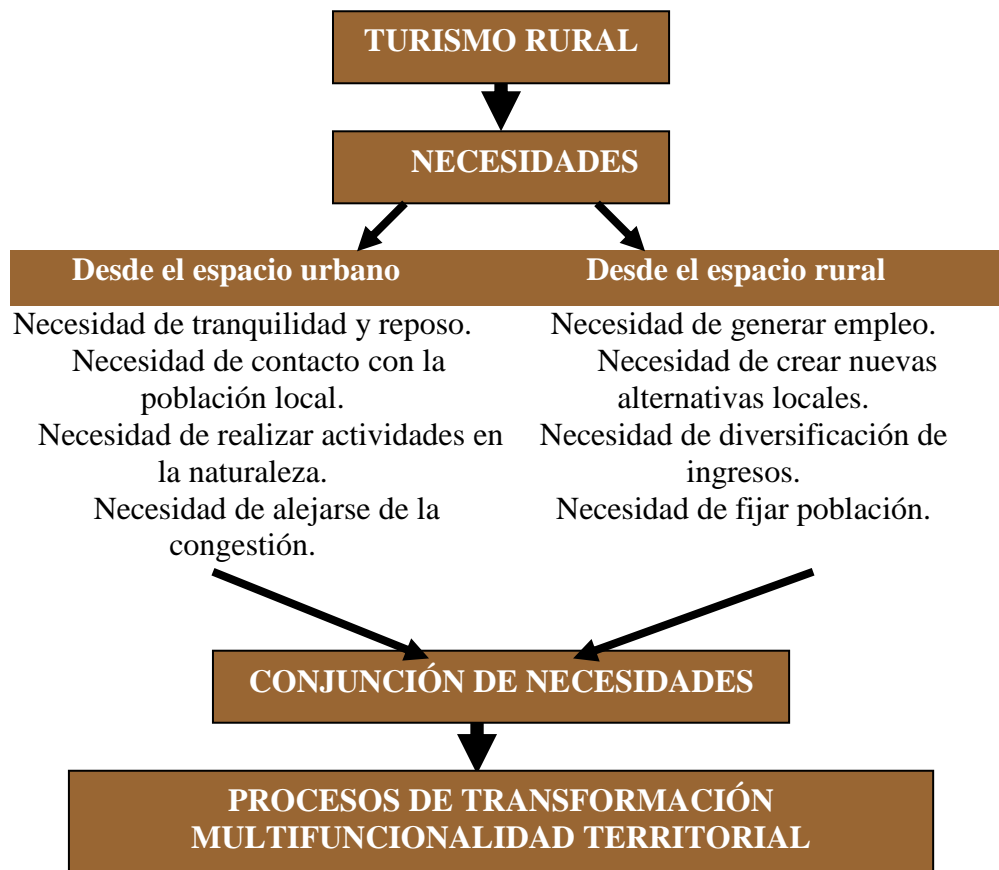 TURISMO RURAL
NECESIDADES
Desde el espacio urbano
Necesidad de tranquilidad y reposo.
Necesidad de contacto con la
población local.
Necesidad de realizar actividades en
la naturaleza.
Necesidad de alejarse de la
congestión.
Desde el espacio rural
Necesidad de generar empleo.
Necesidad de crear nuevas
alternativas locales.
Necesidad de diversificación de
ingresos.
Necesidad de fijar población.
CONJUNCIÓN DE NECESIDADES
PROCESOS DE TRANSFORMACIÓN
MULTIFUNCIONALIDAD TERRITORIAL